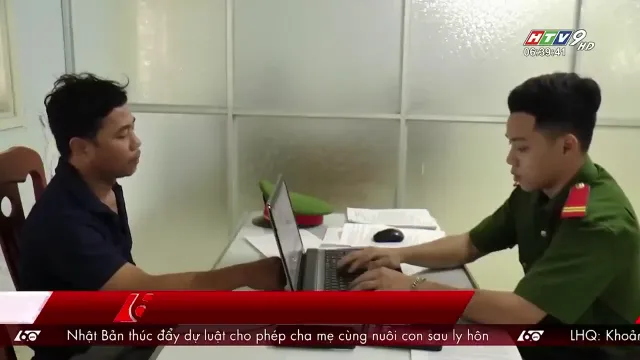 HTV9 HD
06:39:41
60
Nhật Bản thúc đẩy dự luật cho phép cha mẹ cùng nuôi con sau ly hôn
LHQ: Khoản